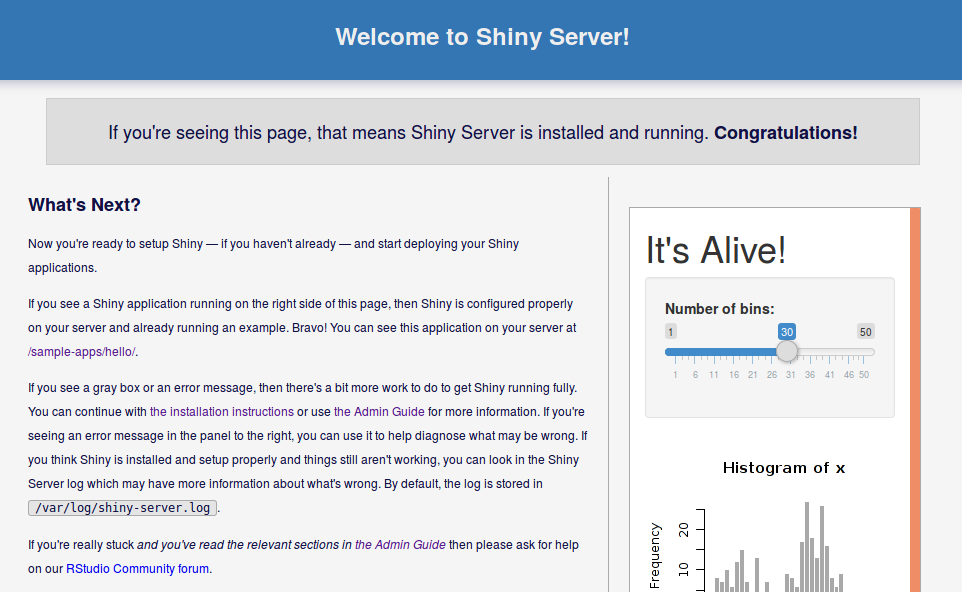 Welcome to Shiny Server!
If you're seeing this page, that means Shiny Server is installed and running. Congratulations!
What's Next?
Now you're ready to setup Shiny — if you haven't already — and start deploying your Shiny
applications.
If you see a Shiny application running on the right side of this page, then Shiny is configured properly
on your server and already running an example. Bravo! You can see this application on your server at
/sample-apps/hello/.
If you see a gray box or an error message, then there's a bit more work to do to get Shiny running fully.
You can continue with the installation instructions or use the Admin Guide for more information. If you're
seeing an error message in the panel to the right, you can use it to help diagnose what may be wrong. If
you think Shiny is installed and setup properly and things still aren't working, you can look in the Shiny
Server log which may have more information about what's wrong. By default, the log is stored in
/var/log/shiny-server.log.
If you're really stuck and you've read the relevant sections in the Admin Guide then please ask for help
on our RStudio Community forum.
It's Alive!
Number of bins:
1 30 50
1 6 11 16 21 26 31 36 41 46 50
Histogram of x
Frequency
20
10